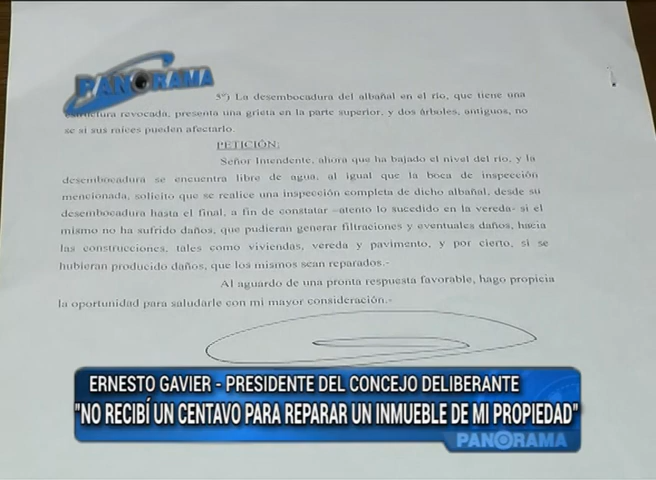 PANORAMA
5º) La desembocadura del albañal en el río, que tiene una
estructura revocada, presenta una grieta en la parte superior, y dos árboles, antiguos, no
se si sus raíces pueden afectarlo.
PETICIÓN:
Señor Intendente, ahora que ha bajado el nivel del río, y la
desembocadura se encuentra libre de agua, al igual que la boca de inspección
mencionada, solicito que se realice una inspección completa de dicho albañal, desde su
desembocadura hasta el final, a fin de constatar –atento lo sucedido en la vereda- si el
mismo no ha sufrido daños, que pudieran generar filtraciones y eventuales daños, hacia
las construcciones, tales como viviendas, vereda y pavimento, y por cierto, si se
hubieran producido daños, que los mismos sean reparados.-
Al aguardo de una pronta respuesta favorable, hago propicia
la oportunidad para saludarle con mi mayor consideración.-
ERNESTO GAVIER - PRESIDENTE DEL CONCEJO DELIBERANTE
"NO RECIBÍ UN CENTAVO PARA REPARAR UN INMUEBLE DE MI PROPIEDAD"
PANORAMA